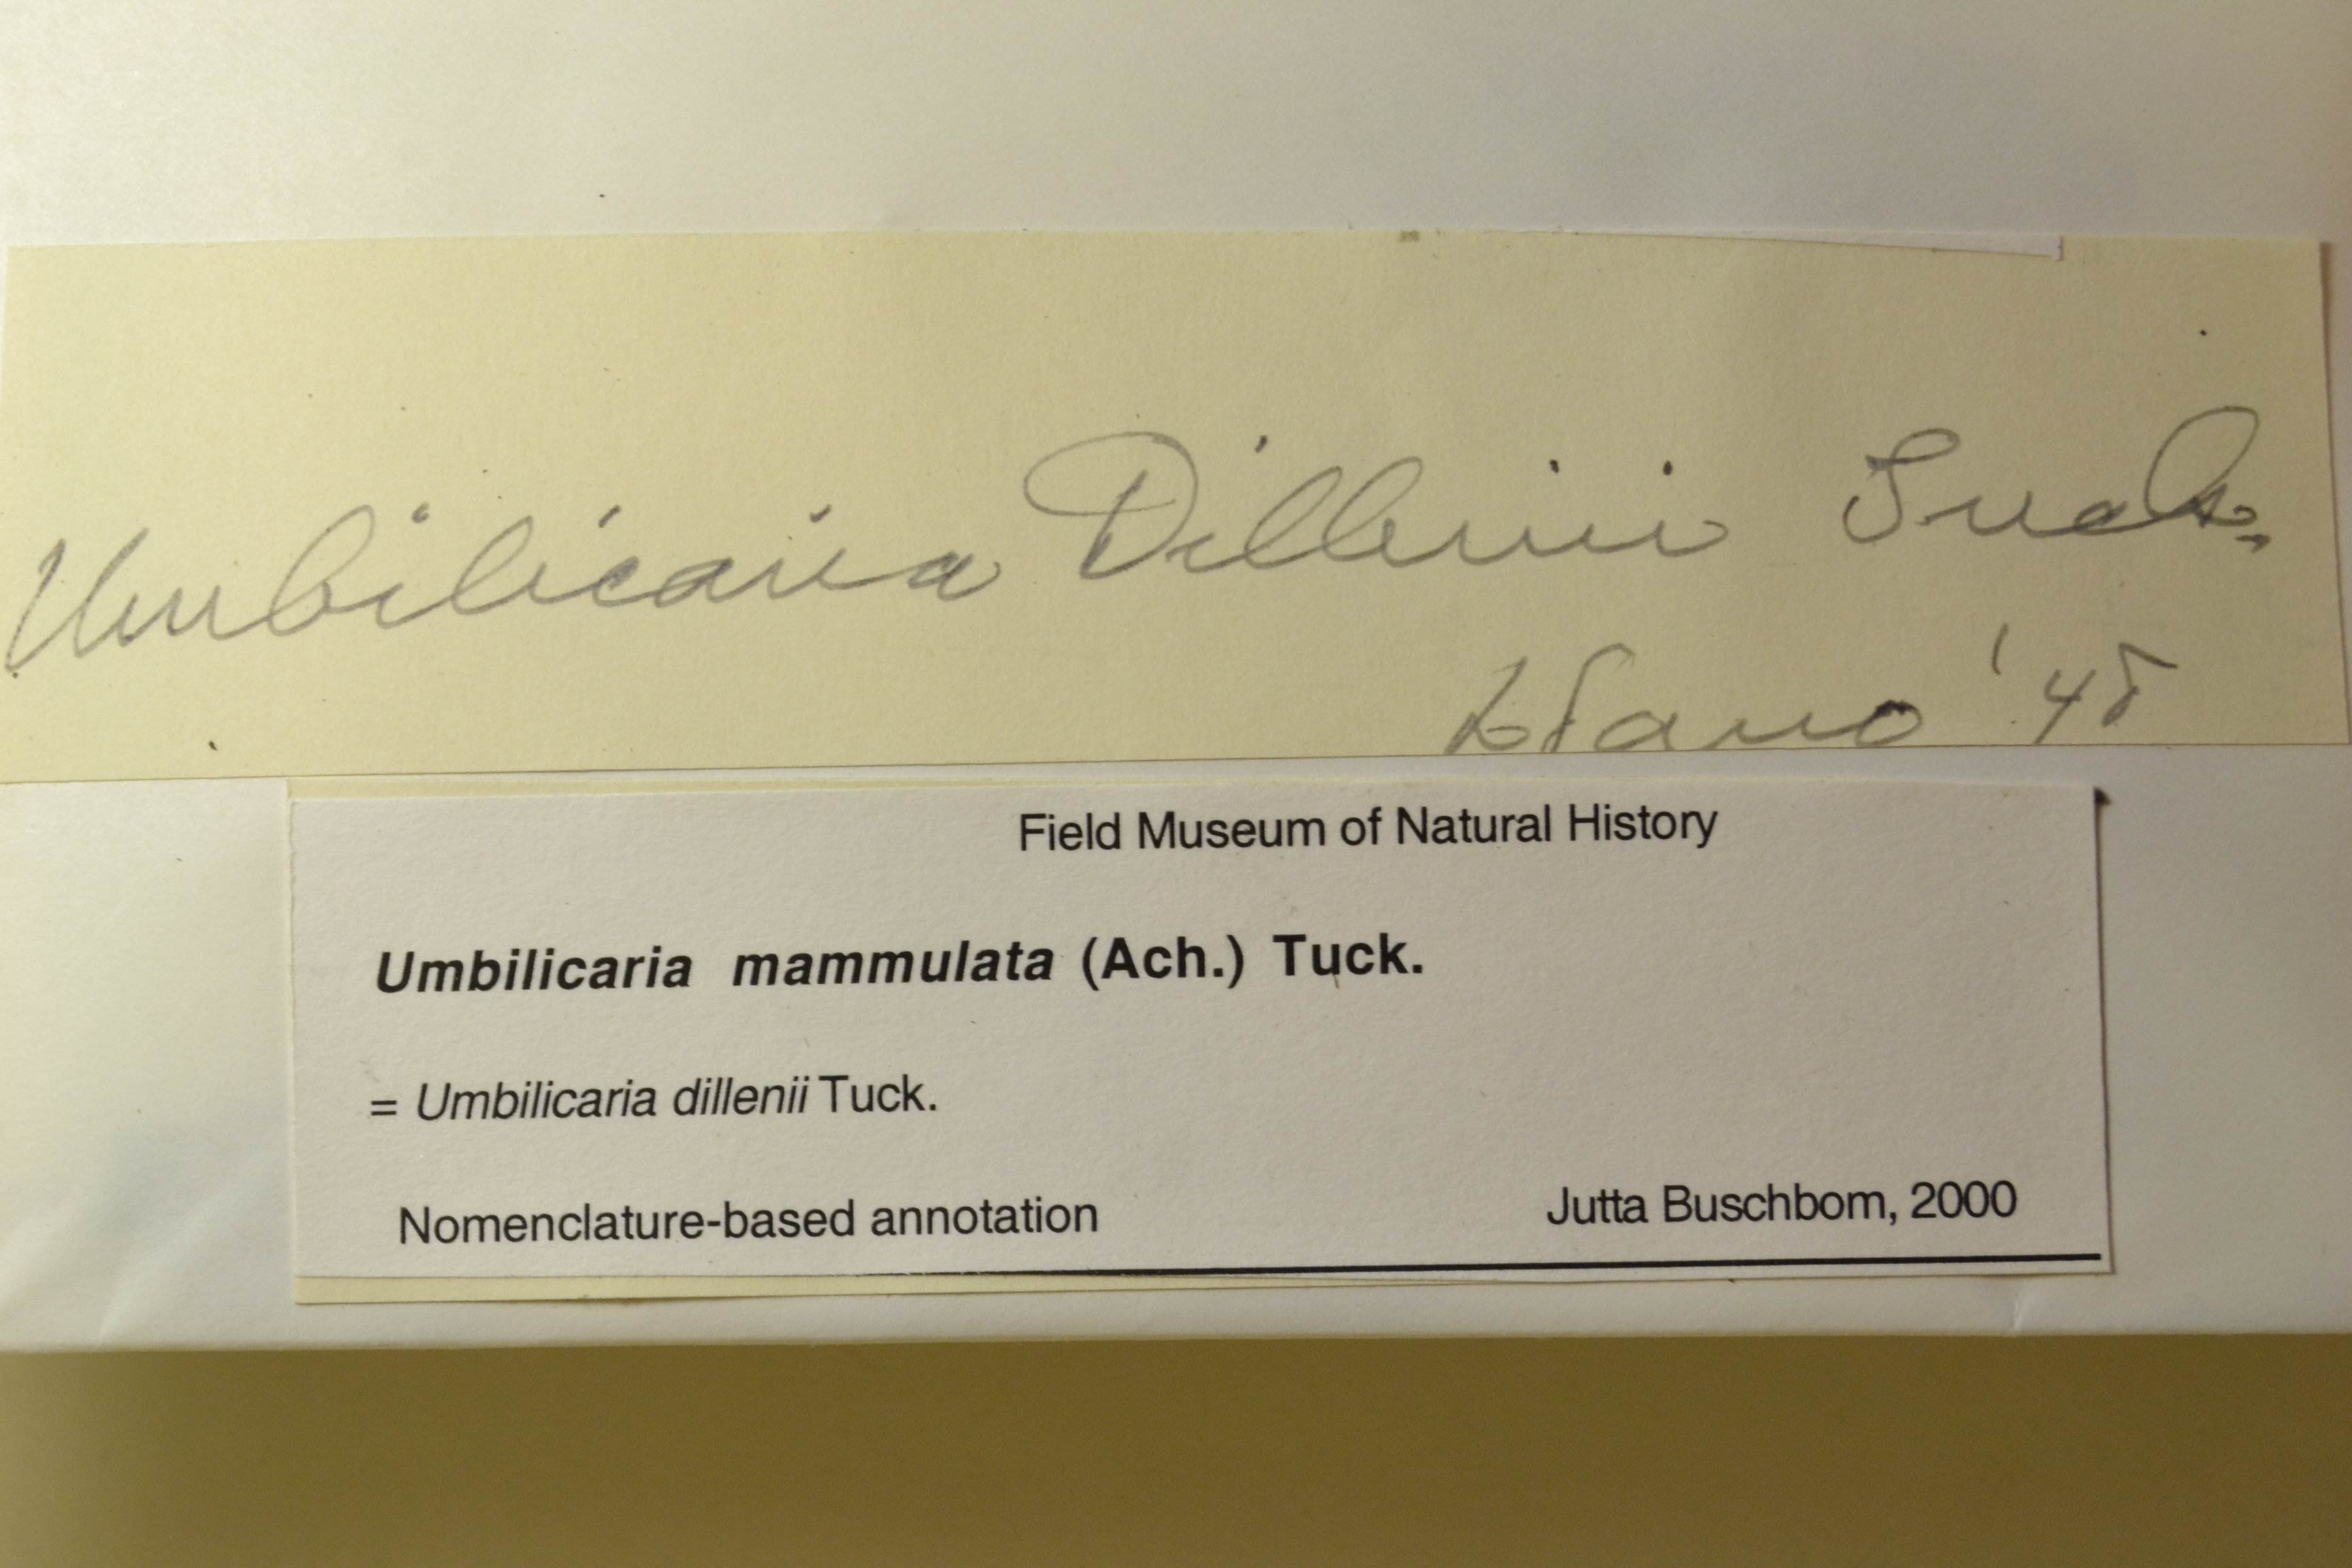 Umbilicaria Dillenii Tuck.
'45
Field Museum of Natural History
Umbilicaria mammulata (Ach.) Tuck.
= Umbilicaria dillenii Tuck.
Nomenclature-based annotation
Jutta Buschbom, 2000